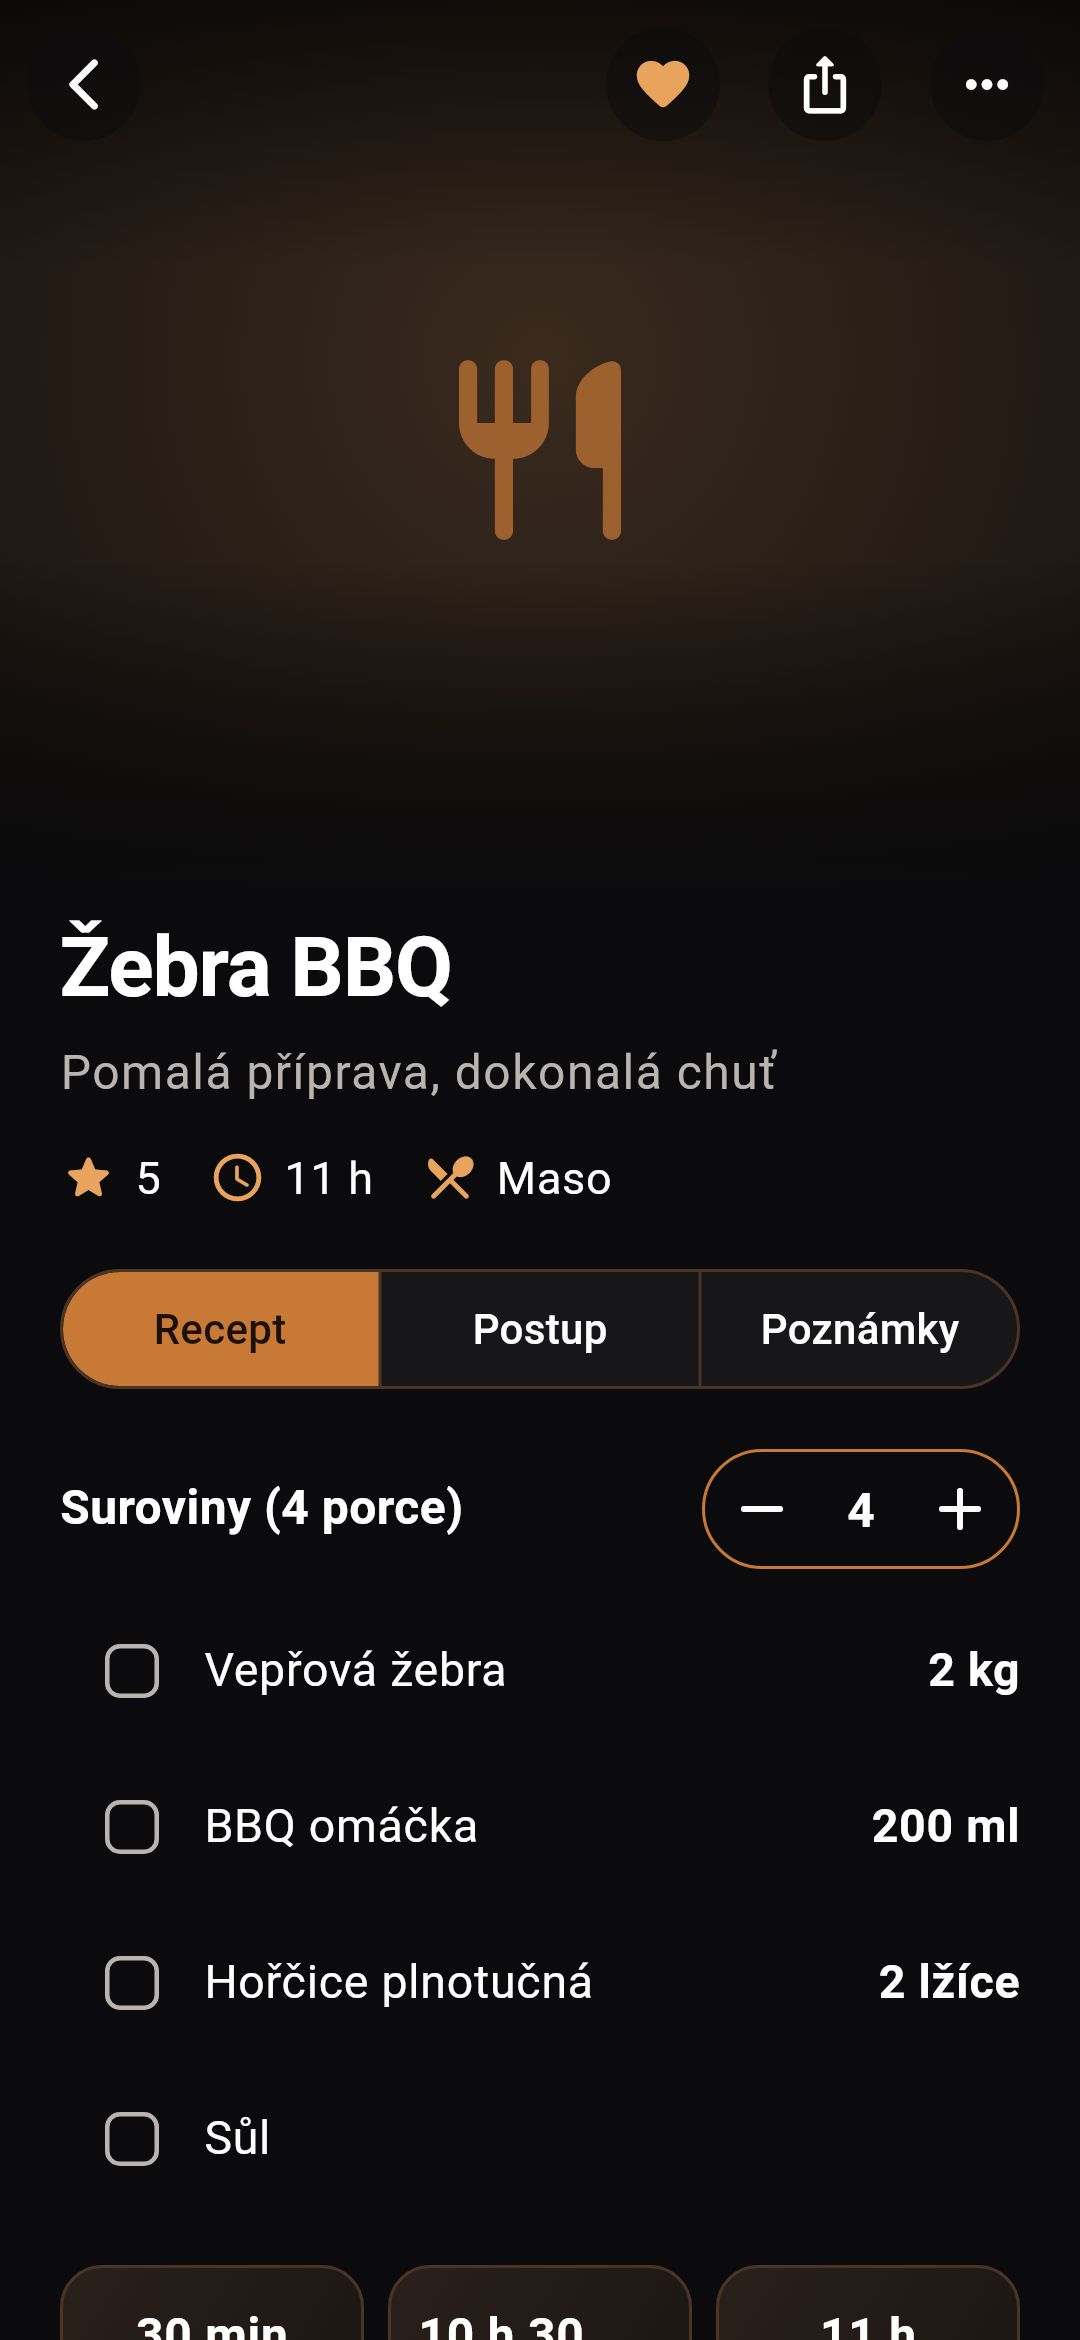 Žebra BBQ
Pomalá příprava, dokonalá chuť
5 11 h Maso
Recept Postup Poznámky
Suroviny (4 porce) 4
Vepřová žebra 2 kg
BBQ omáčka 200 ml
Hořčice plnotučná 2 lžíce
Sůl
30 min 10 h 30 11 h